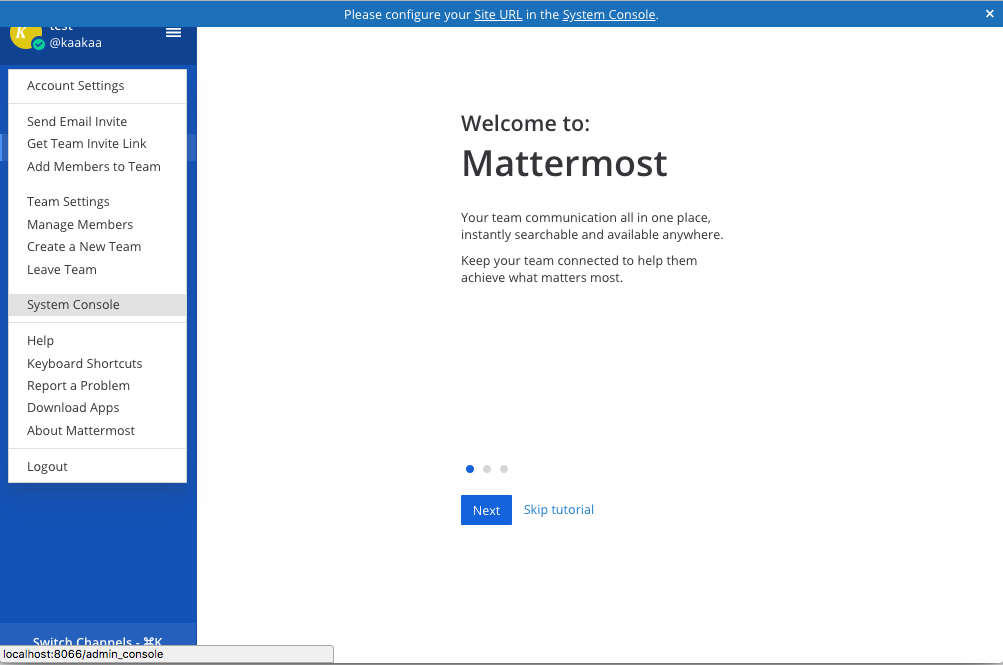 Please configure your Site URL in the System Console.
×
K
test
@kaakaa
Account Settings
Send Email Invite
Get Team Invite Link
Add Members to Team
Team Settings
Manage Members
Create a New Team
Leave Team
System Console
Help
Keyboard Shortcuts
Report a Problem
Download Apps
About Mattermost
Logout
Welcome to:
Mattermost
Your team communication all in one place,
instantly searchable and available anywhere.
Keep your team connected to help them
achieve what matters most.
Next
Skip tutorial
Switch Channels - ⌘K
localhost:8066/admin_console